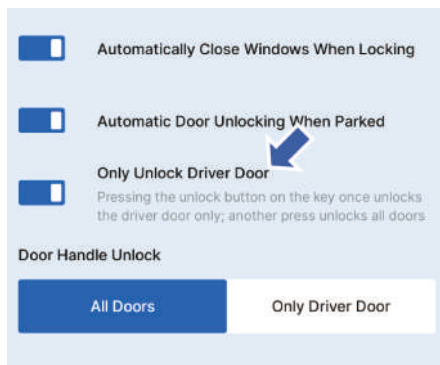 Automatically Close Windows When Locking
Automatic Door Unlocking When Parked
Only Unlock Driver Door
Pressing the unlock button on the key once unlocks
the driver door only; another press unlocks all doors
Door Handle Unlock
All Doors
Only Driver Door